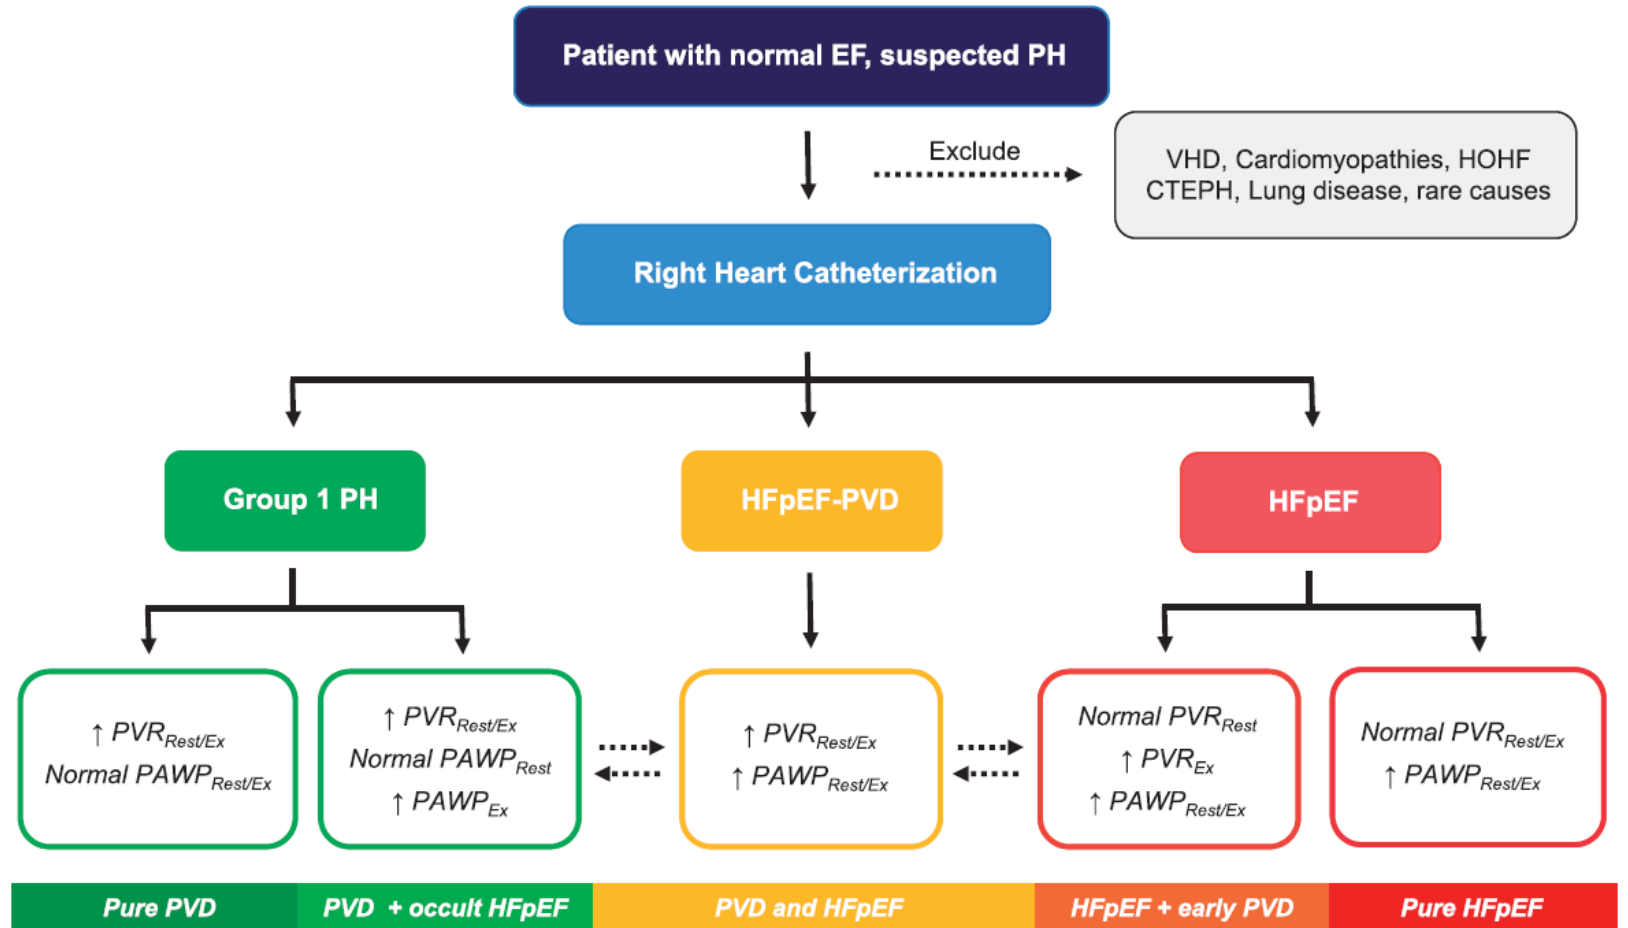 Patient with normal EF, suspected PH
Exclude
VHD, Cardiomyopathies, HOHF
CTEPH, Lung disease, rare causes
Right Heart Catheterization
Group 1 PH
HFpEF-PVD
HFpEF
↑ PVRRest/Ex
Normal PAWPRest/Ex
↑ PVRRest/Ex
Normal PAWPRest
↑ PAWPEx
↑ PVRRest/Ex
↑ PAWPRest/Ex
Normal PVRRest
↑ PVREx
↑ PAWPRest/Ex
Normal PVRRest/Ex
↑ PAWPRest/Ex
Pure PVD
PVD + occult HFpEF
PVD and HFpEF
HFpEF + early PVD
Pure HFpEF